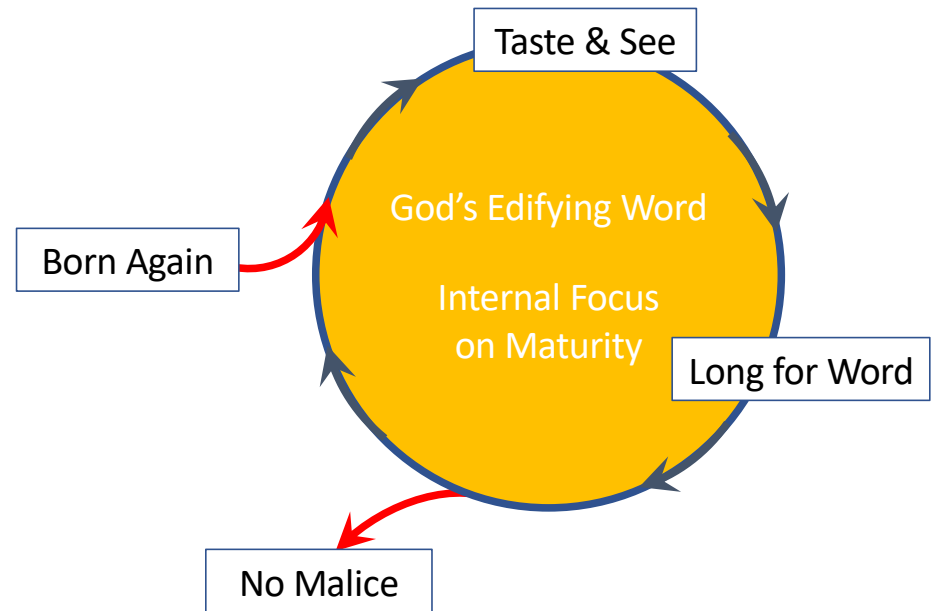 Taste & See
God’s Edifying Word
Born Again
Internal Focus
on Maturity
Long for Word
No Malice